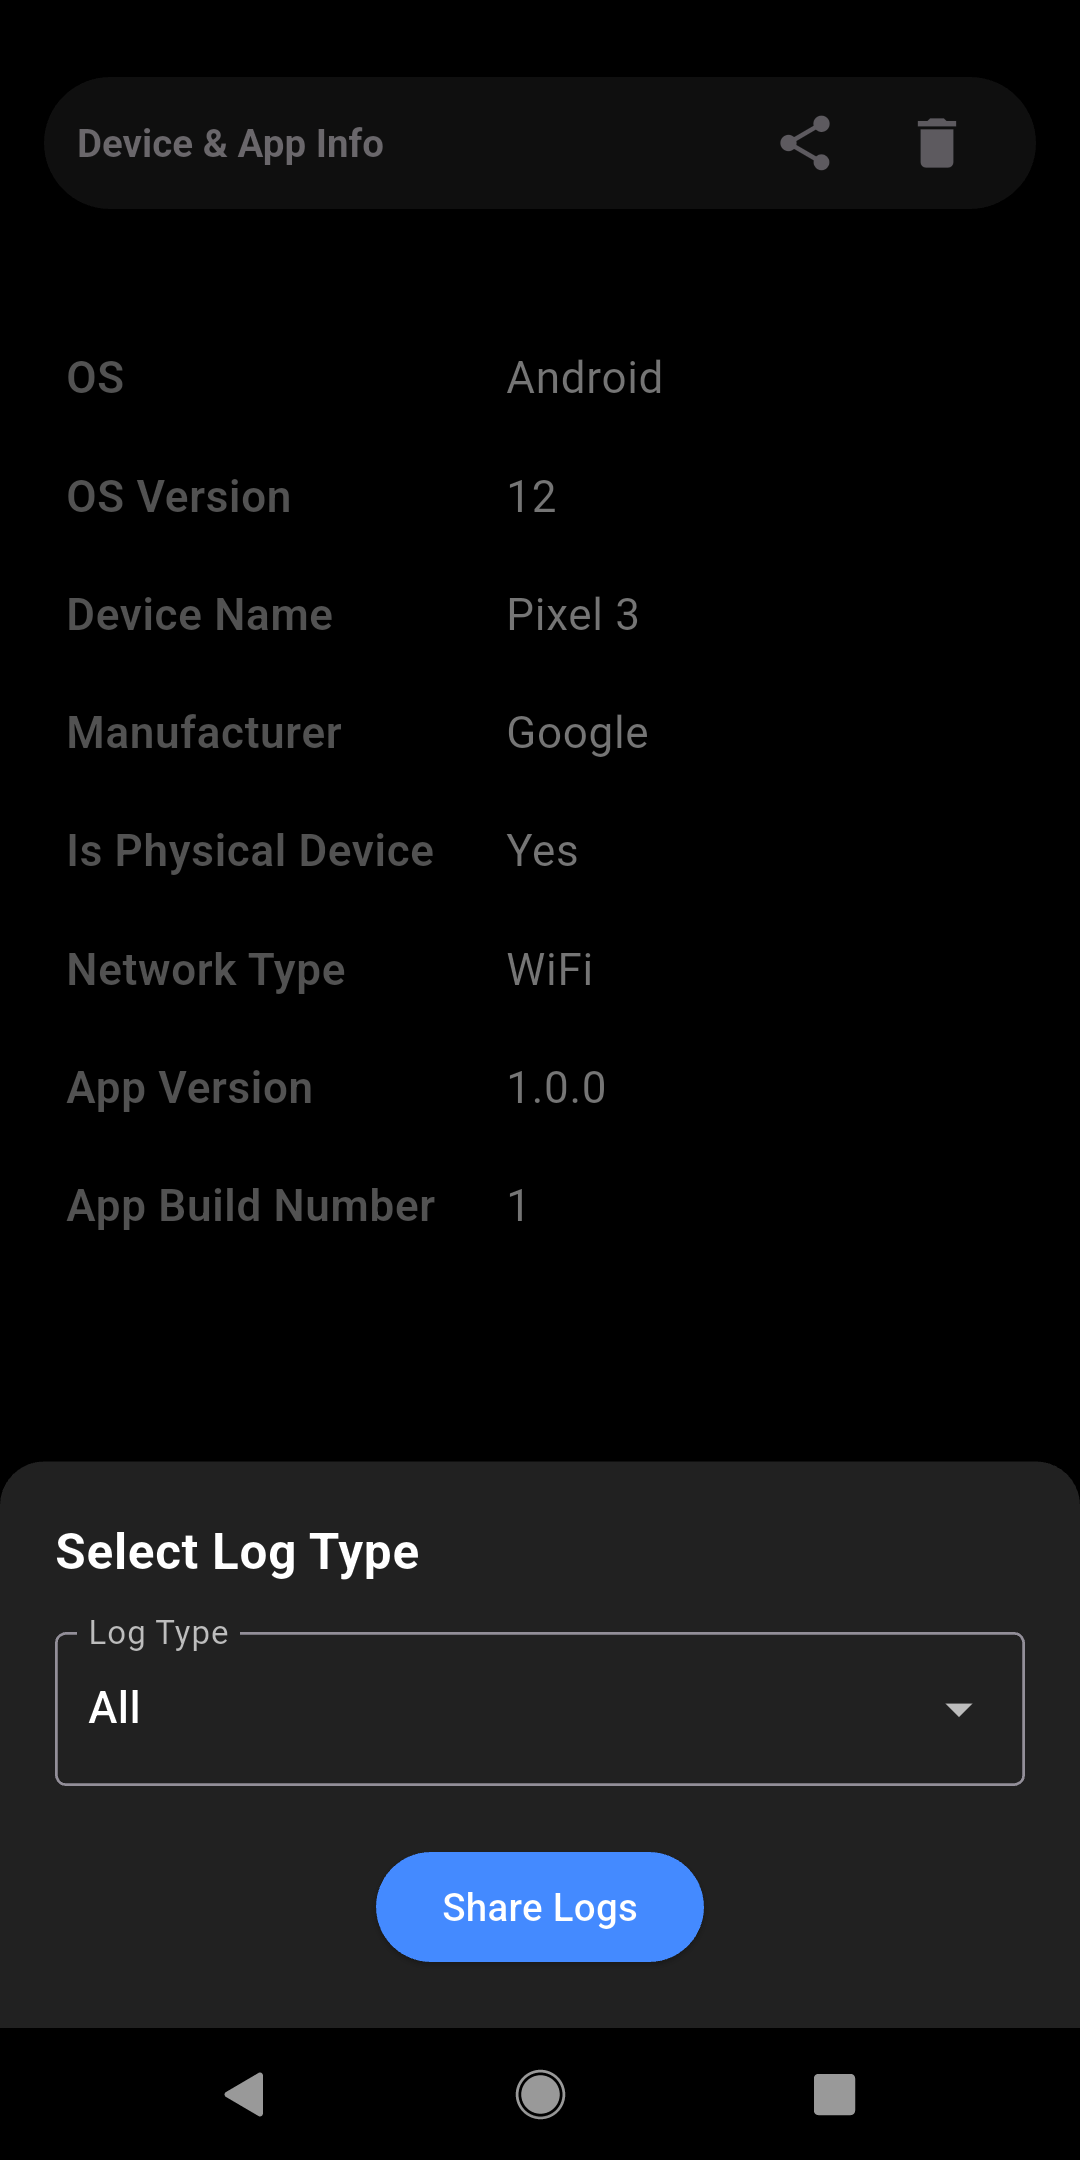 Device & App Info
OS Android
OS Version 12
Device Name Pixel 3
Manufacturer Google
Is Physical Device Yes
Network Type WiFi
App Version 1.0.0
App Build Number 1
Select Log Type
Log Type
All
Share Logs